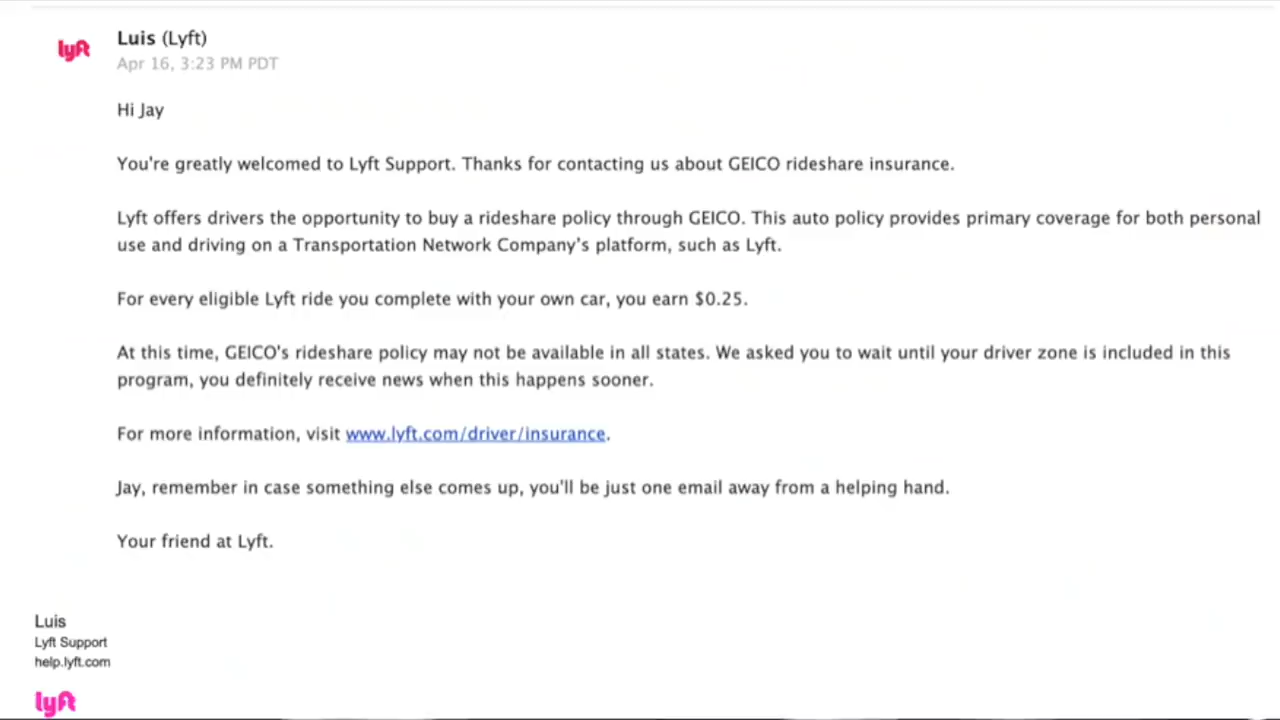 lyft
Luis (Lyft)
Apr 16, 3:23 PM PDT
Hi Jay
You're greatly welcomed to Lyft Support. Thanks for contacting us about GEICO rideshare insurance.
Lyft offers drivers the opportunity to buy a rideshare policy through GEICO. This auto policy provides primary coverage for both personal
use and driving on a Transportation Network Company's platform, such as Lyft.
For every eligible Lyft ride you complete with your own car, you earn $0.25.
At this time, GEICO's rideshare policy may not be available in all states. We asked you to wait until your driver zone is included in this
program, you definitely receive news when this happens sooner.
For more information, visit www.lyft.com/driver/insurance.
Jay, remember in case something else comes up, you'll be just one email away from a helping hand.
Your friend at Lyft.
Luis
Lyft Support
help.lyft.com
lyft